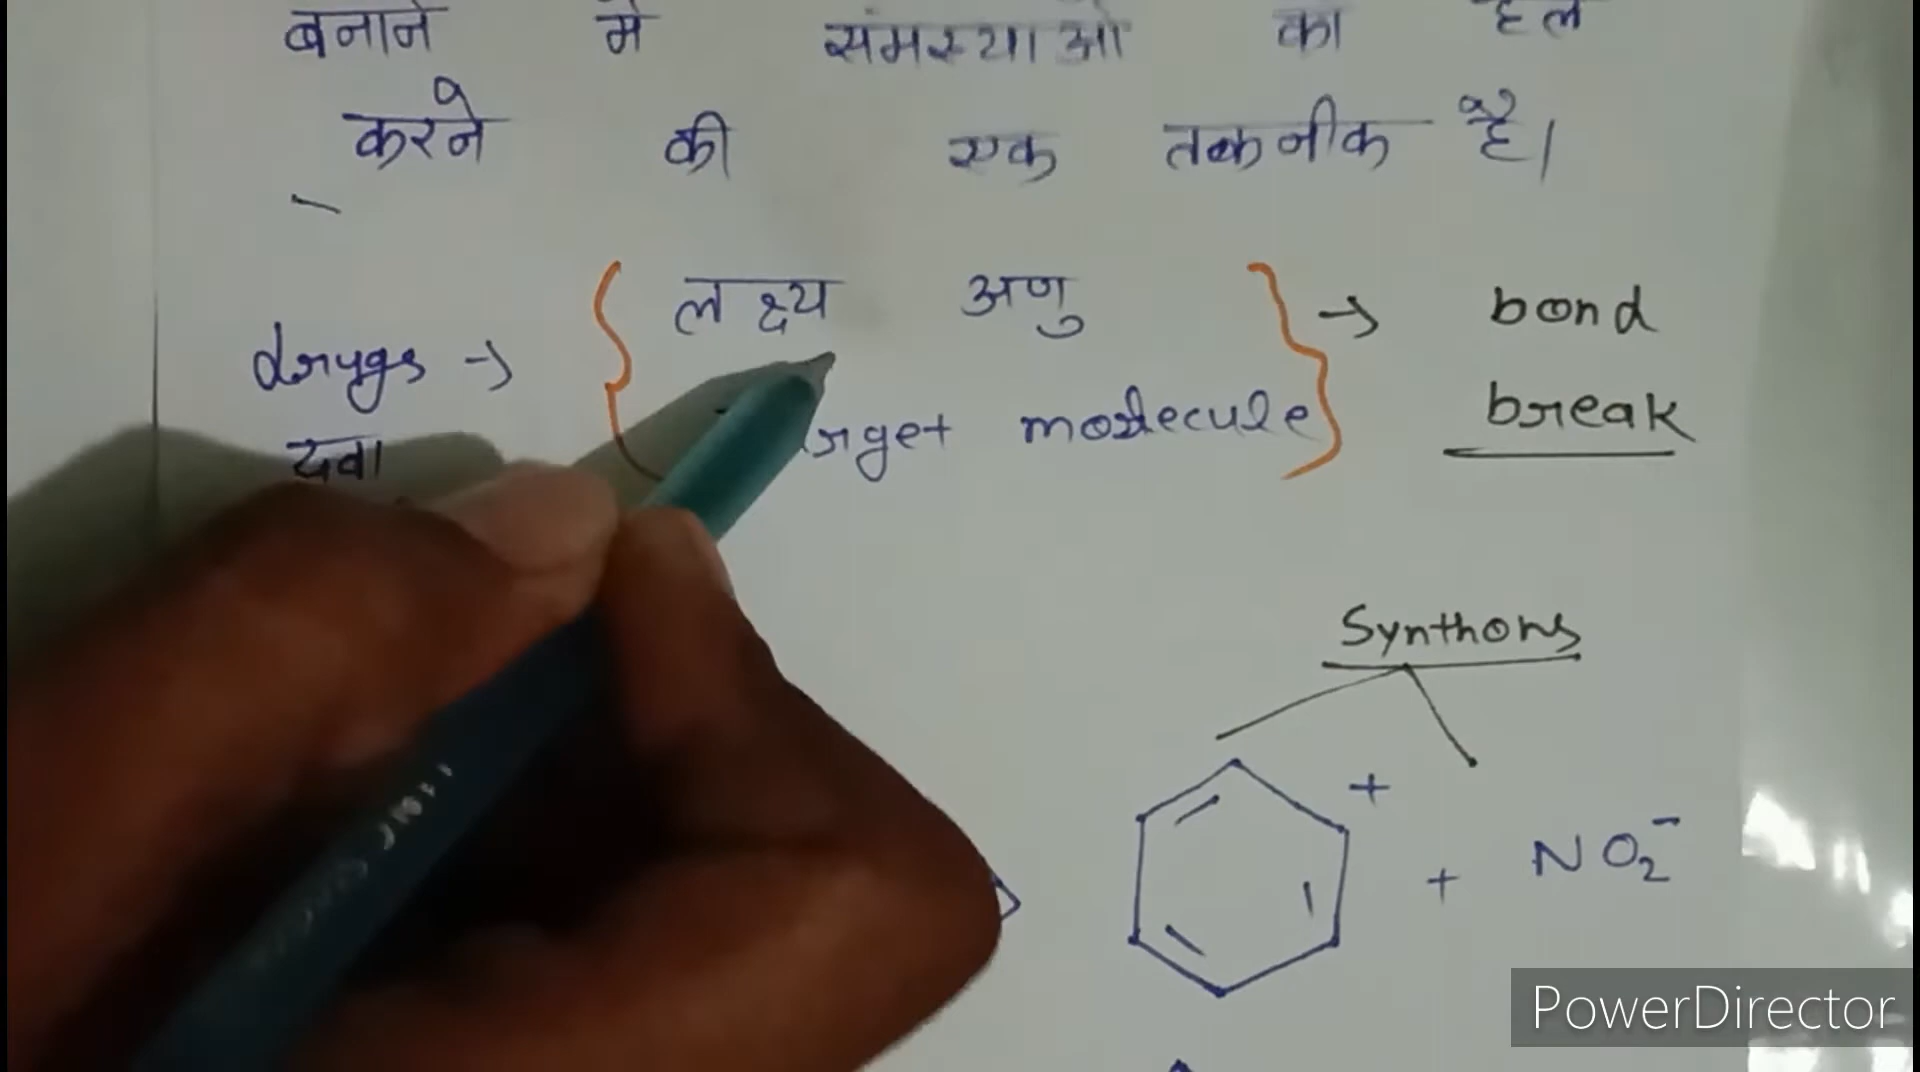 बनाने में समस्याओ का हल
करने की एक तकनीक है।
लक्ष्य अणु → bond
drugs →
molecule break
दवा
Synthons
+
+ NO₂⁻
PowerDirector